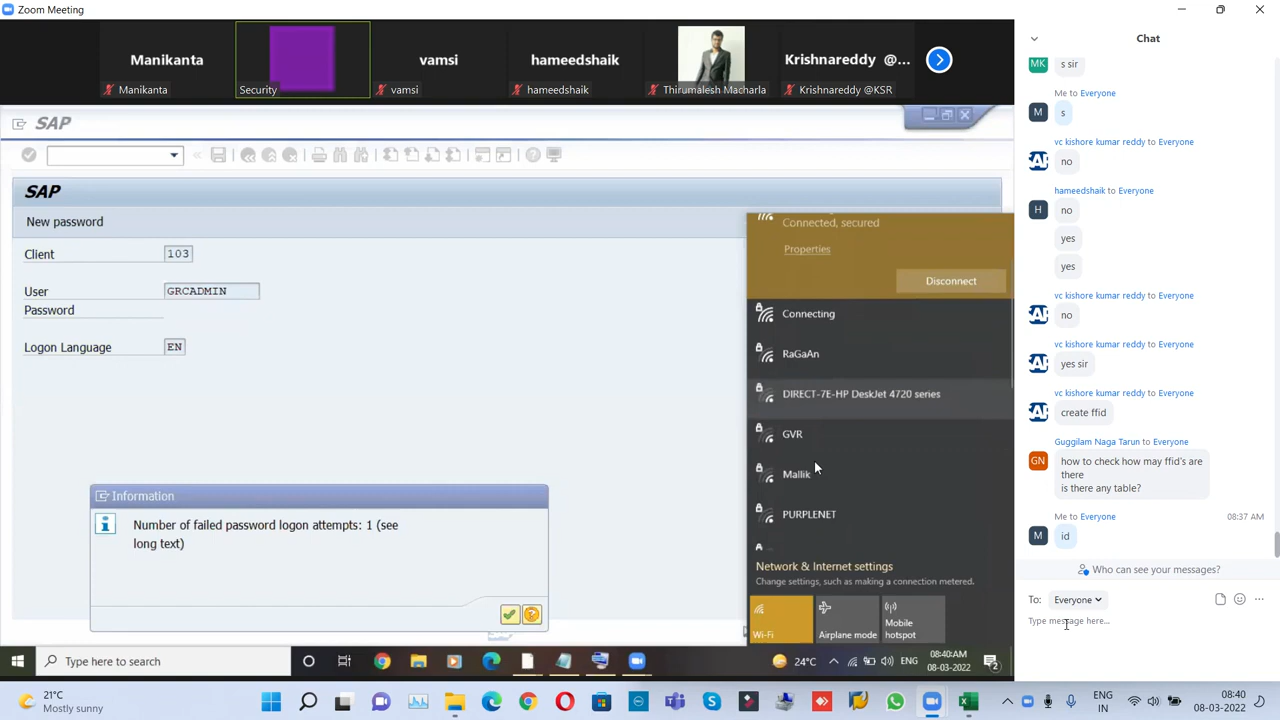 Zoom Meeting
Manikanta
Manikanta
Security
vamsi
vamsi
hameedshaik
hameedshaik
Thirumalesh Macharla
Krishnareddy @...
Krishnareddy @KSR
SAP
SAP
New password
Client 103
User GRCADMIN
Password
Logon Language EN
Information
Number of failed password logon attempts: 1 (see
long text)
Connected, secured
Properties
Disconnect
Connecting
RaGaAn
DIRECT-7E-HP DeskJet 4720 series
GVR
Mallik
PURPLENET
Network & Internet settings
Change settings, such as making a connection metered.
Wi-Fi
Airplane mode
Mobile
hotspot
Type here to search
24°C
ENG
08:40:AM
08-03-2022
2
Chat
MK
s sir
Me to Everyone
M
s
vc kishore kumar reddy to Everyone
no
hameedshaik to Everyone
H
no
yes
yes
vc kishore kumar reddy to Everyone
no
vc kishore kumar reddy to Everyone
yes sir
vc kishore kumar reddy to Everyone
create ffid
Guggilam Naga Tarun to Everyone
GN
how to check how may ffid's are
there
is there any table?
Me to Everyone 08:37 AM
M
id
Who can see your messages?
To: Everyone
Type message here...
21°C
Mostly sunny
ENG
IN
08:40
08-03-2022